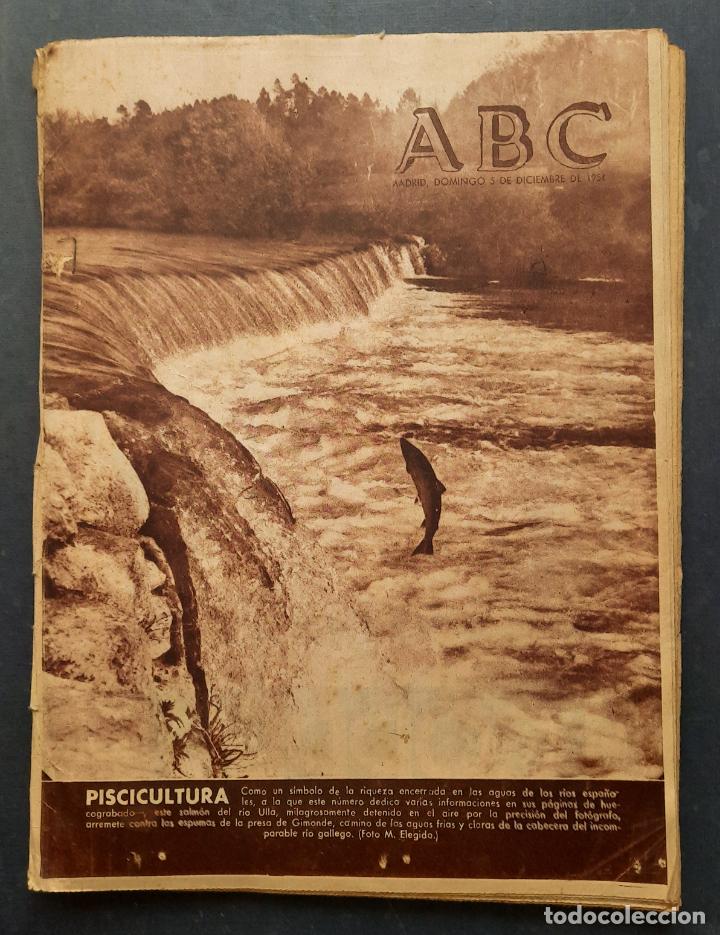 ABC
MADRID, DOMINGO 5 DE DICIEMBRE DE 1954
PISCICULTURA Como un símbolo de la riqueza encerrada en las aguas de los ríos españo-
les, a la que este número dedica varias informaciones en sus páginas de hue-
cograbado, este salmón del río Ulla, milagrosamente detenido en el aire por la precisión del fotógrafo,
arremete contra las espumas de la presa de Gimonde, camino de las aguas frías y claras de la cabecera del incom-
parable río gallego. (Foto M. Elegido.)
todocoleccion